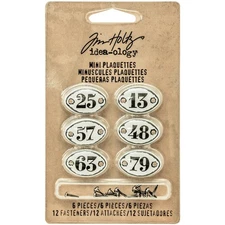 Tim Holtz
idea-ology
MINI PLAQUETTES
MINUSCULES PLAQUETTES
PEQUEÑAS PLAQUETTES
25 13
57 48
63 79
6 PIECES / 6 PIÈCES / 6 PIEZAS
12 FASTENERS / 12 ATTACHES / 12 SUJETADORES